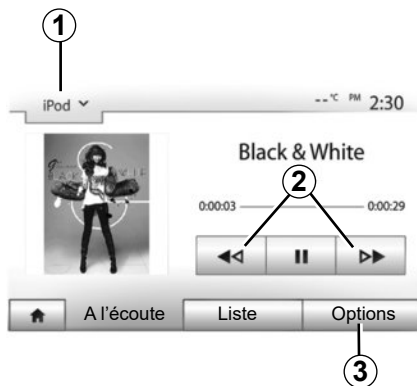 1
iPod
--°C PM 2:30
Black & White
2
0:00:03 0:00:29
A l'écoute Liste Options
3